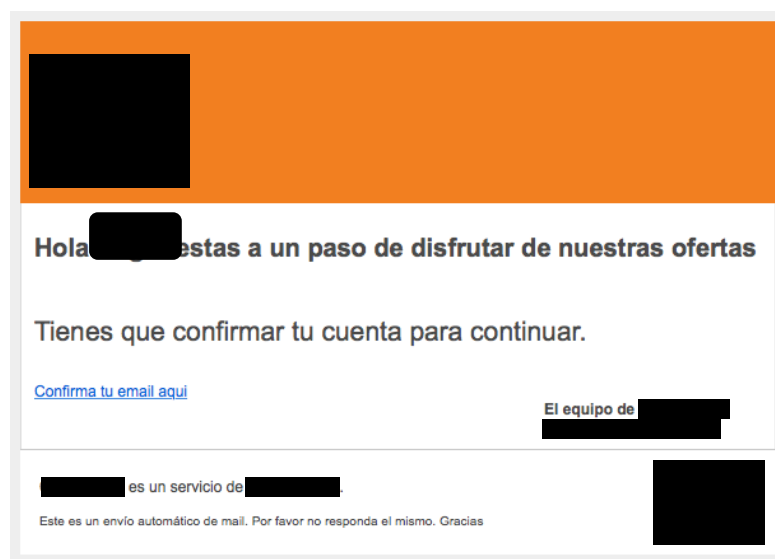 Hola estas a un paso de disfrutar de nuestras ofertas
Tienes que confirmar tu cuenta para continuar.
Confirma tu email aqui
El equipo de
es un servicio de .
Este es un envío automático de mail. Por favor no responda el mismo. Gracias